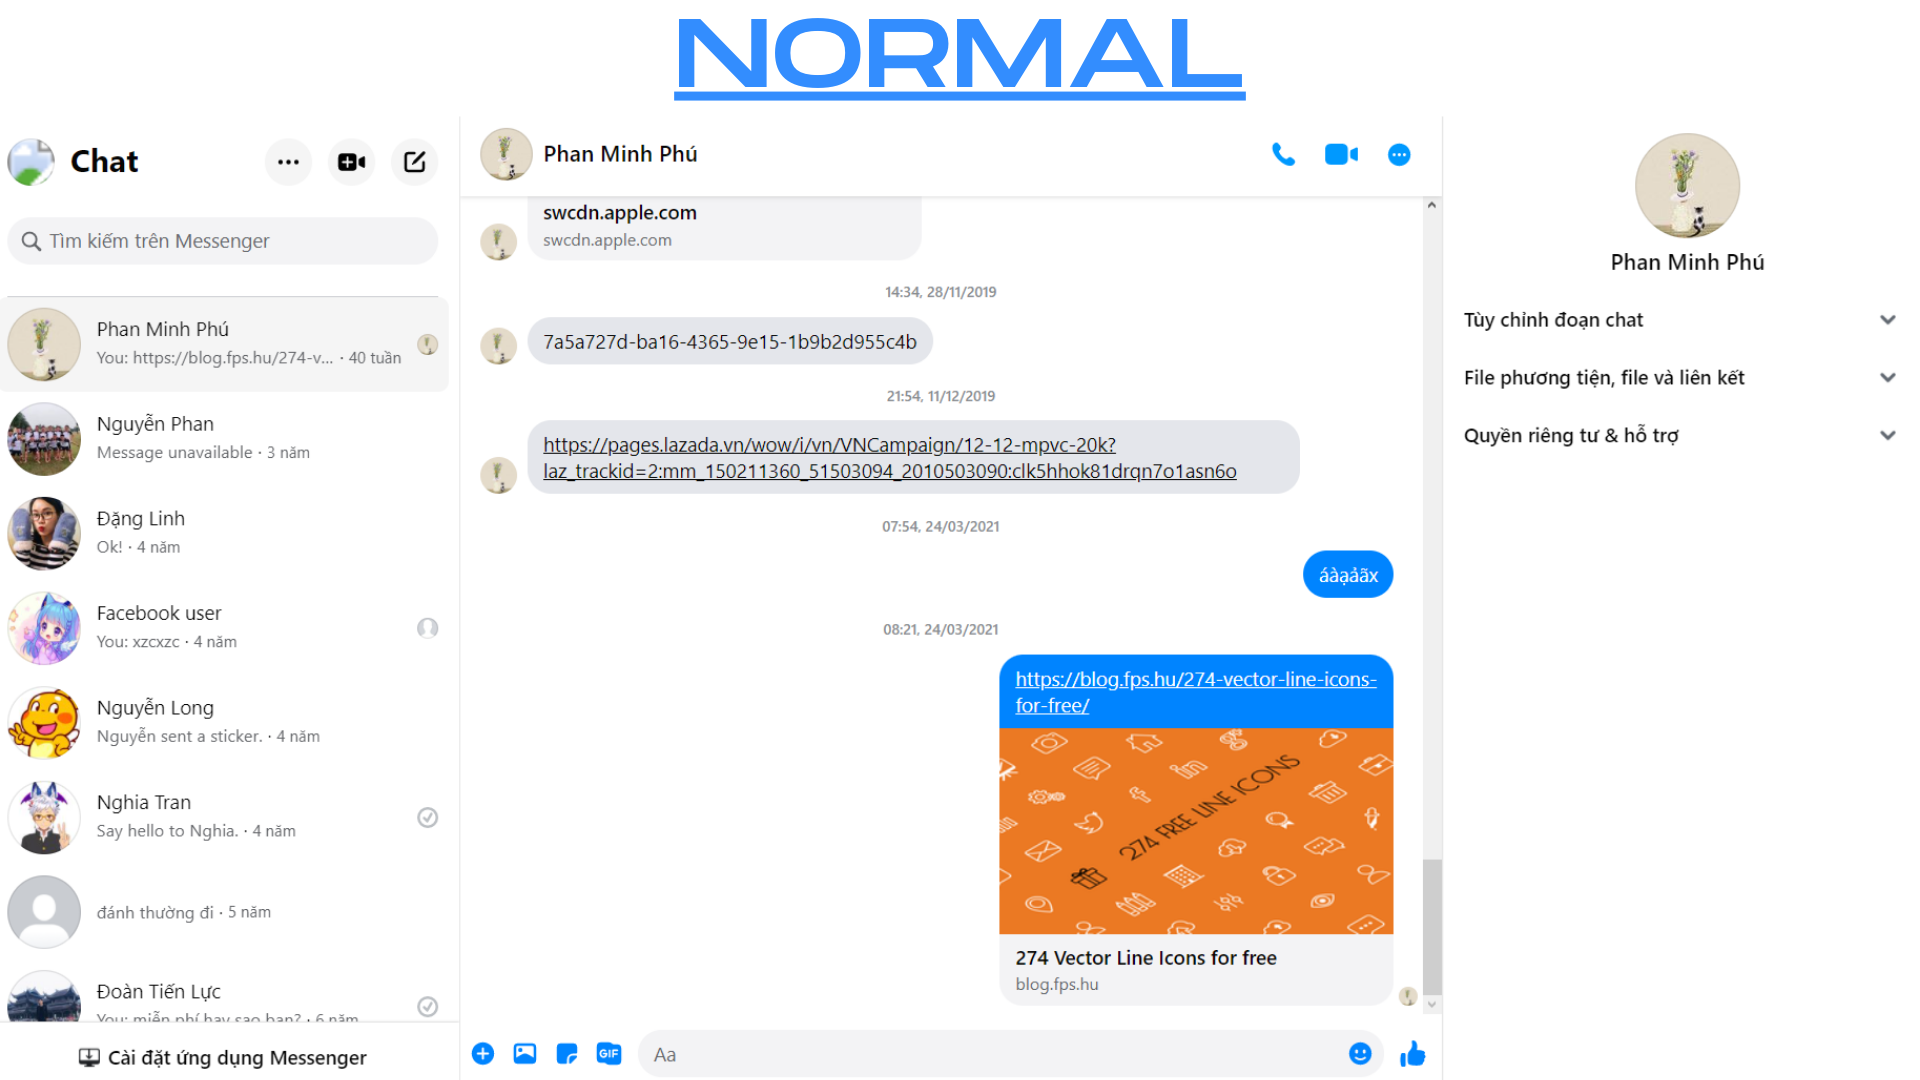 NORMAL
Chat
Tìm kiếm trên Messenger
Phan Minh Phú
You: https://blog.fps.hu/274-v... · 40 tuần
Nguyễn Phan
Message unavailable · 3 năm
Đặng Linh
Ok! · 4 năm
Facebook user
You: xzcxzc · 4 năm
Nguyễn Long
Nguyễn sent a sticker. · 4 năm
Nghia Tran
Say hello to Nghia. · 4 năm
đánh thường đi · 5 năm
Đoàn Tiến Lực
You: miễn phí hay sao bạn? · 6 năm
Cài đặt ứng dụng Messenger
Phan Minh Phú
swcdn.apple.com
swcdn.apple.com
14:34, 28/11/2019
7a5a727d-ba16-4365-9e15-1b9b2d955c4b
21:54, 11/12/2019
https://pages.lazada.vn/wow/i/vn/VNCampaign/12-12-mpvc-20k?
laz_trackid=2:mm_150211360_51503094_2010503090:clk5hhok81drqn7o1asn6o
07:54, 24/03/2021
áàạảãx
08:21, 24/03/2021
https://blog.fps.hu/274-vector-line-icons-
for-free/
274 FREE LINE ICONS
274 Vector Line Icons for free
blog.fps.hu
GIF
Aa
Phan Minh Phú
Tùy chỉnh đoạn chat
File phương tiện, file và liên kết
Quyền riêng tư & hỗ trợ